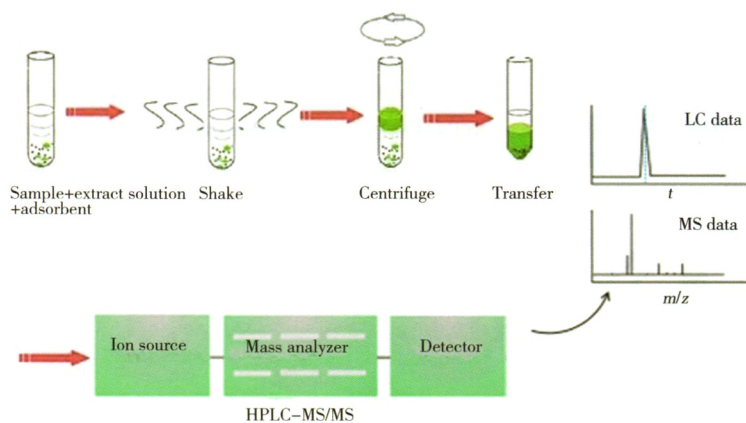 Sample+extract solution
+adsorbent
Shake
Centrifuge
Transfer
LC data
t
MS data
m/z
Ion source
Mass analyzer
Detector
HPLC–MS/MS